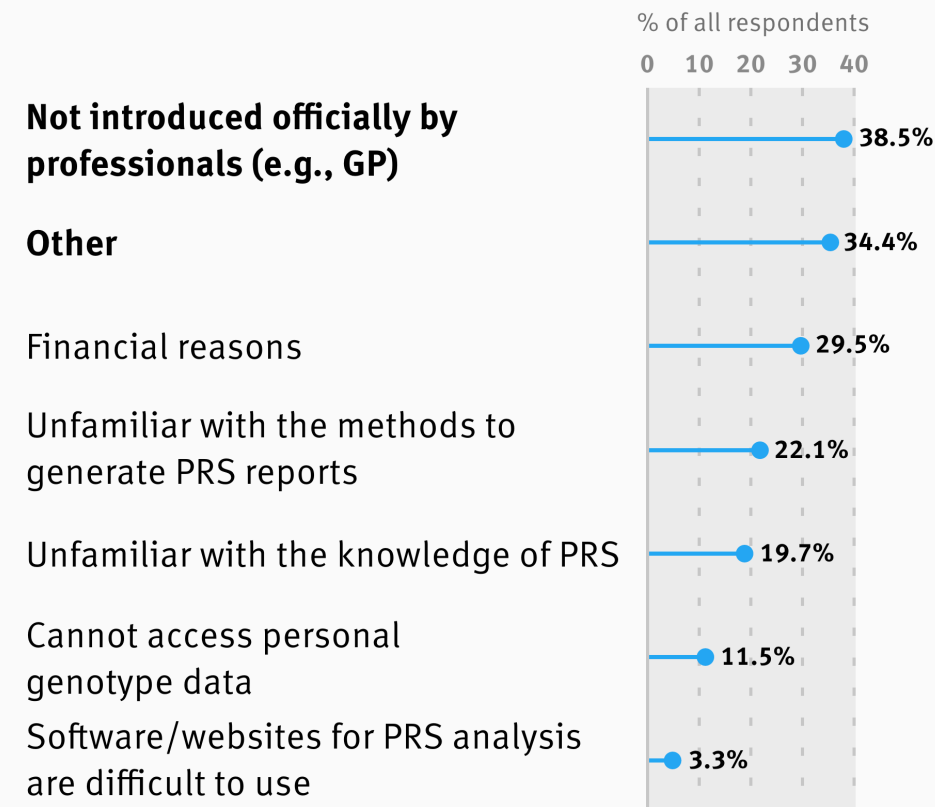 % of all respondents
0 10 20 30 40
Not introduced officially by
professionals (e.g., GP)
38.5%
Other
34.4%
Financial reasons
29.5%
Unfamiliar with the methods to
generate PRS reports
22.1%
Unfamiliar with the knowledge of PRS
19.7%
Cannot access personal
genotype data
11.5%
Software/websites for PRS analysis
are difficult to use
3.3%